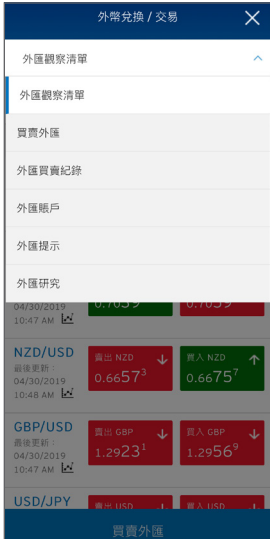 外幣兌換 / 交易
外匯觀察清單
外匯觀察清單
買賣外匯
外匯買賣紀錄
外匯賬戶
外匯提示
外匯研究
04/30/2019
10:47 AM
0.7039 0.7059
NZD/USD
最後更新：
04/30/2019
10:48 AM
賣出 NZD
0.6657³
買入 NZD
0.6675⁷
GBP/USD
最後更新：
04/30/2019
10:47 AM
賣出 GBP
1.2923¹
買入 GBP
1.2956⁹
USD/JPY
賣出 USD
買入 USD
買賣外匯